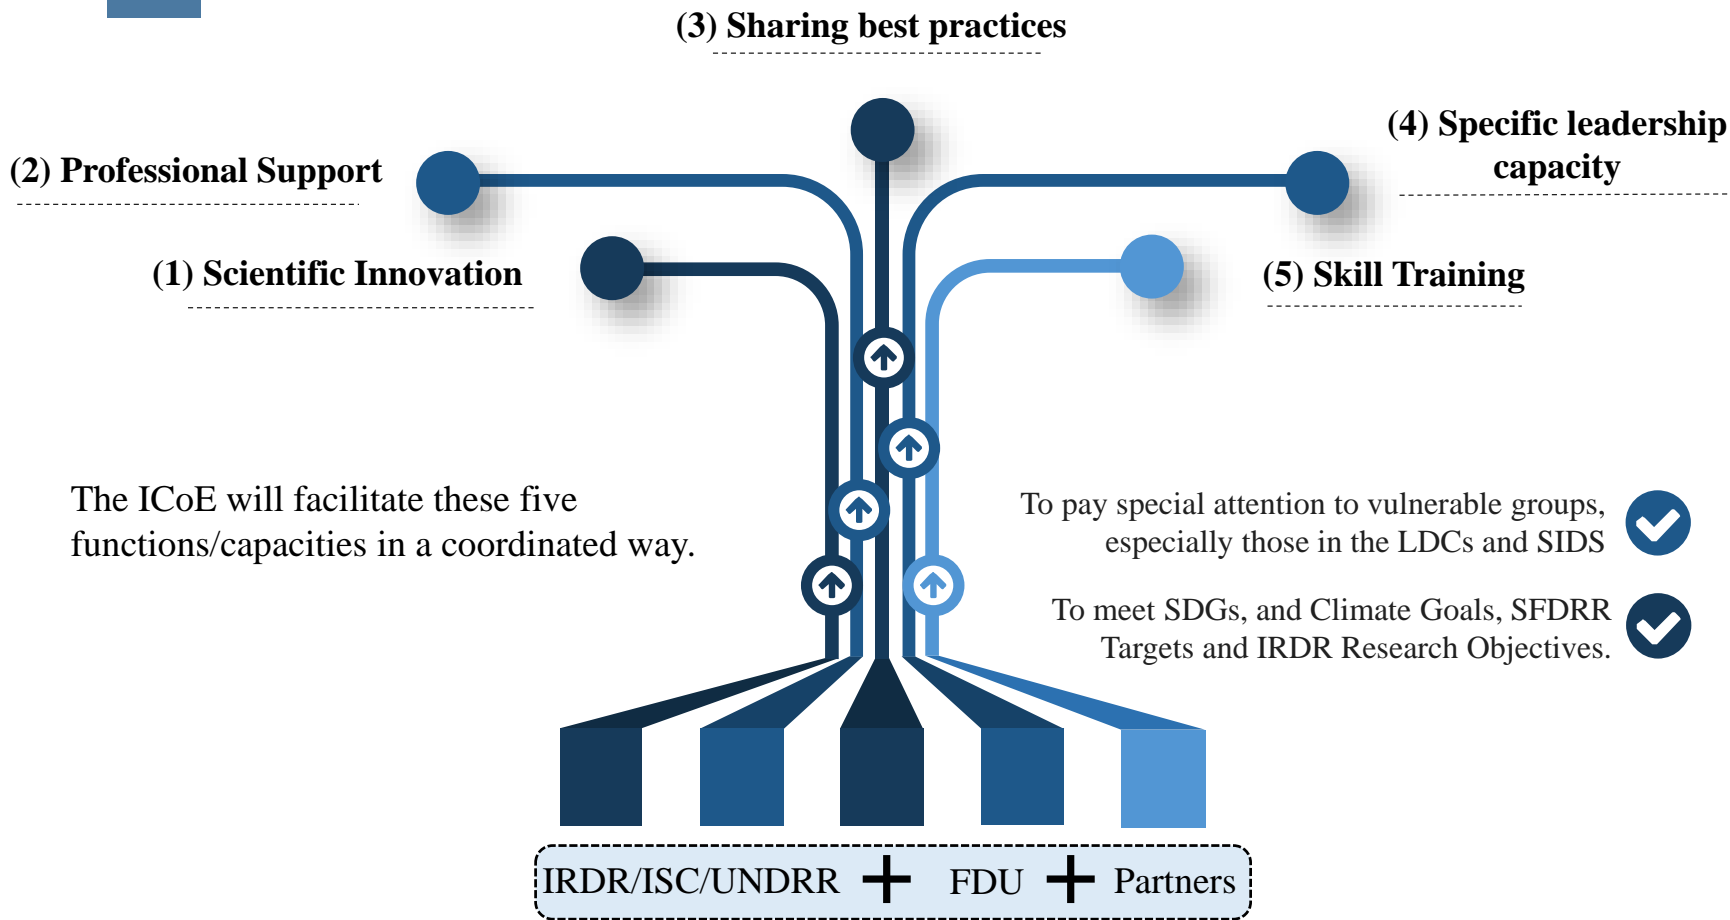 (3) Sharing best practices
(4) Specific leadership
capacity
(2) Professional Support
(1) Scientific Innovation
(5) Skill Training
The ICoE will facilitate these five
functions/capacities in a coordinated way.
To pay special attention to vulnerable groups,
especially those in the LDCs and SIDS
To meet SDGs, and Climate Goals, SFDRR
Targets and IRDR Research Objectives.
IRDR/ISC/UNDRR + FDU + Partners